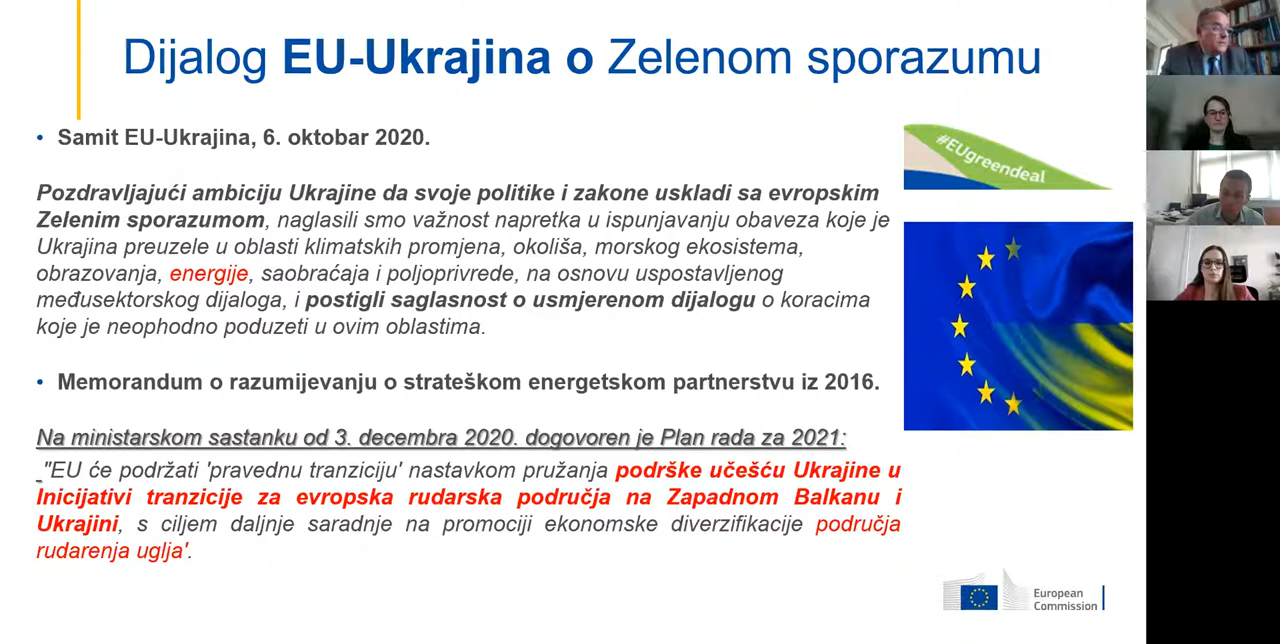 Dijalog EU-Ukrajina o Zelenom sporazumu
• Samit EU-Ukrajina, 6. oktobar 2020.
Pozdravljajući ambiciju Ukrajine da svoje politike i zakone uskladi sa evropskim
Zelenim sporazumom, naglasili smo važnost napretka u ispunjavanju obaveza koje je
Ukrajina preuzele u oblasti klimatskih promjena, okoliša, morskog ekosistema,
obrazovanja, energije, saobraćaja i poljoprivrede, na osnovu uspostavljenog
međusektorskog dijaloga, i postigli saglasnost o usmjerenom dijalogu o koracima
koje je neophodno poduzeti u ovim oblastima.
• Memorandum o razumijevanju o strateškom energetskom partnerstvu iz 2016.
Na ministarskom sastanku od 3. decembra 2020. dogovoren je Plan rada za 2021:
"EU će podržati 'pravednu tranziciju' nastavkom pružanja podrške učešću Ukrajine u
Inicijativi tranzicije za evropska rudarska područja na Zapadnom Balkanu i
Ukrajini, s ciljem daljnje saradnje na promociji ekonomske diverzifikacije područja
rudarenja uglja'.
#EUgreendeal
European
Commission